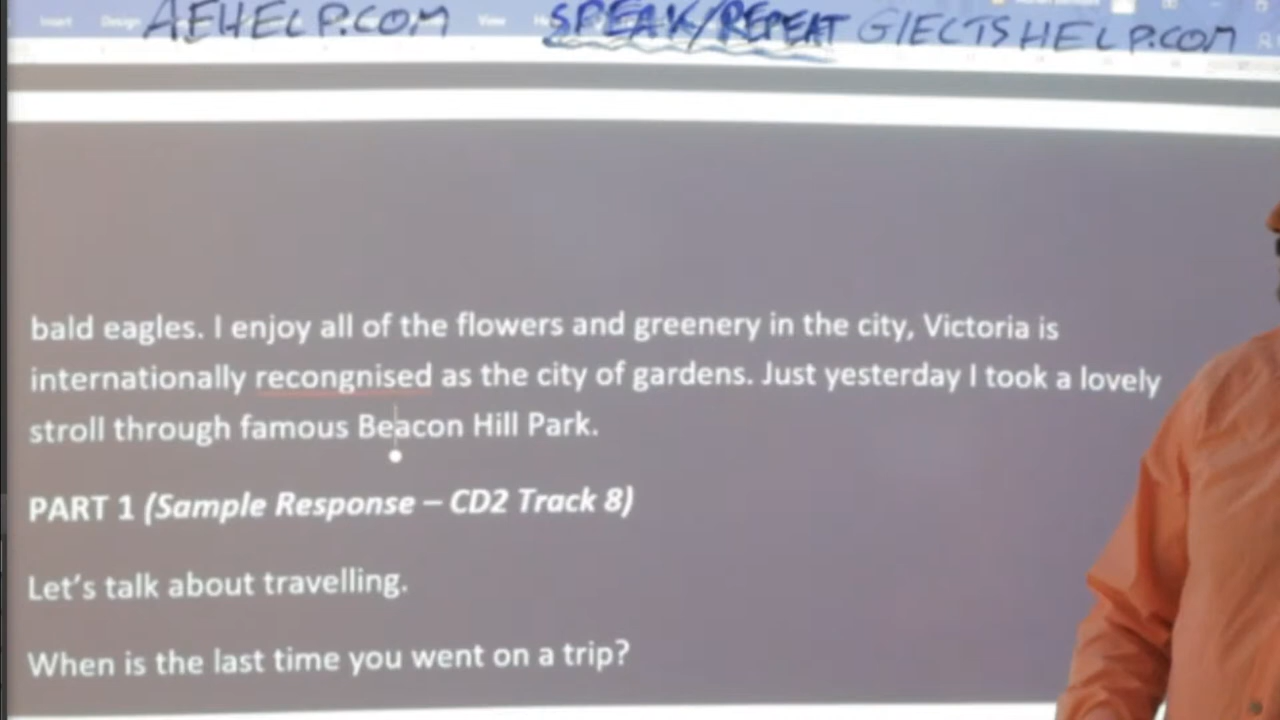 AEHELP.COM SPEAK/REPEAT GIELTSHELP.COM
Insert Design View
bald eagles. I enjoy all of the flowers and greenery in the city, Victoria is
internationally recongnised as the city of gardens. Just yesterday I took a lovely
stroll through famous Beacon Hill Park.
PART 1 (Sample Response – CD2 Track 8)
Let's talk about travelling.
When is the last time you went on a trip?